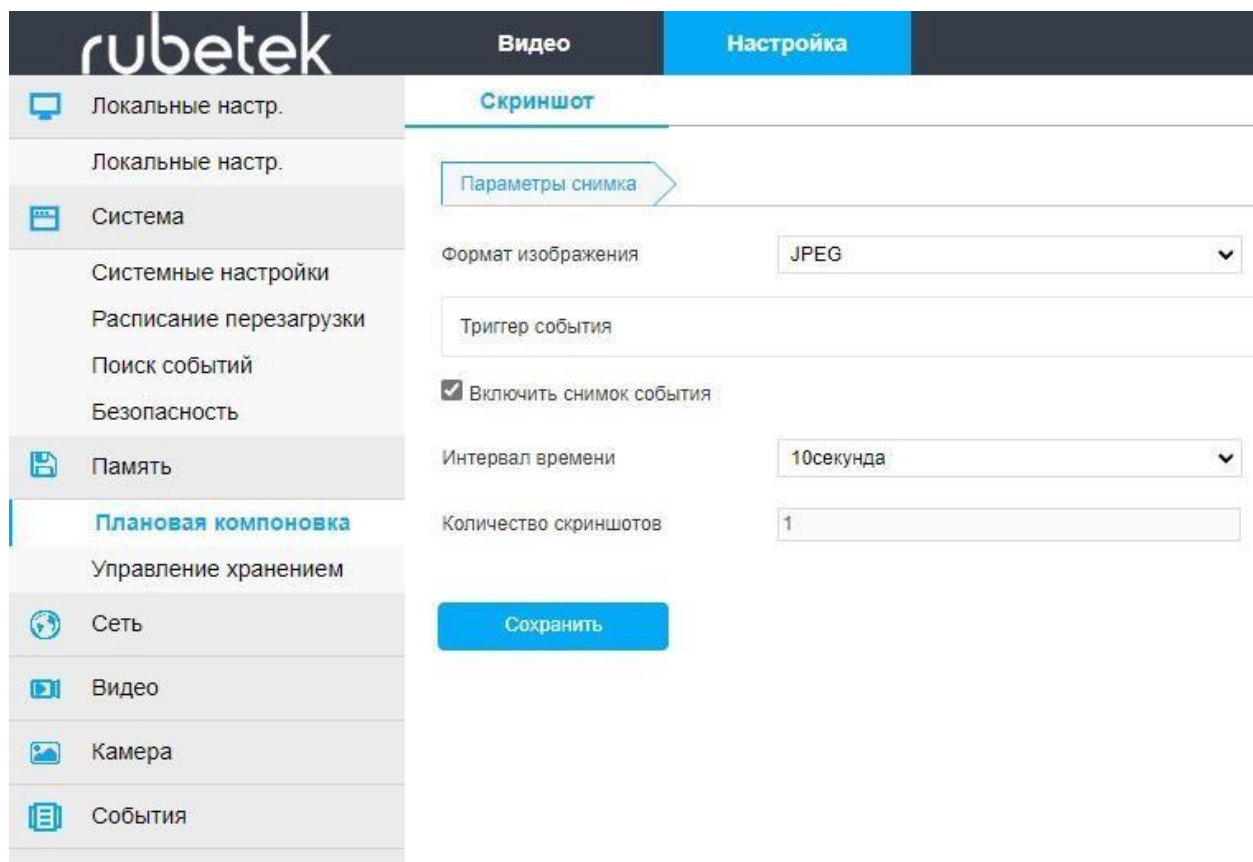 rubetek
Видео
Настройка
Локальные настр.
Локальные настр.
Система
Системные настройки
Расписание перезагрузки
Поиск событий
Безопасность
Память
Плановая компоновка
Управление хранением
Сеть
Видео
Камера
События
Скриншот
Параметры снимка
Формат изображения
JPEG
Триггер события
Включить снимок события
Интервал времени
10секунда
Количество скриншотов
1
Сохранить